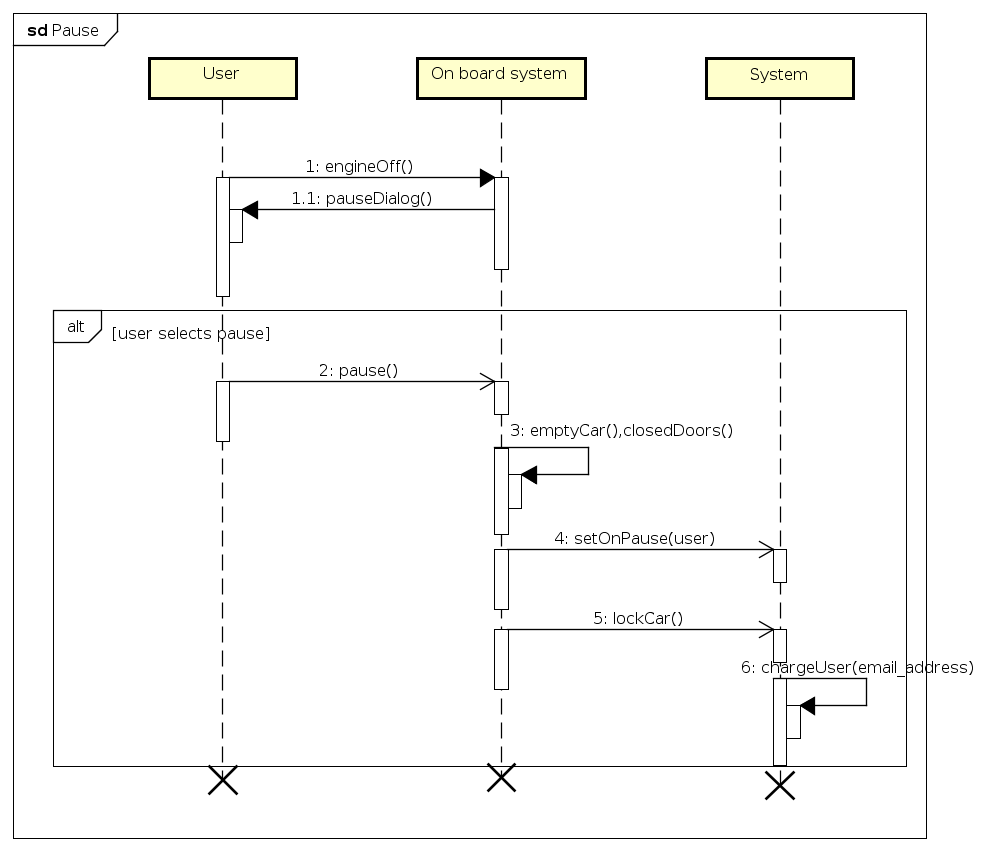 sd Pause
User
On board system
System
1: engineOff()
1.1: pauseDialog()
alt
[user selects pause]
2: pause()
3: emptyCar(),closedDoors()
4: setOnPause(user)
5: lockCar()
6: chargeUser(email_address)